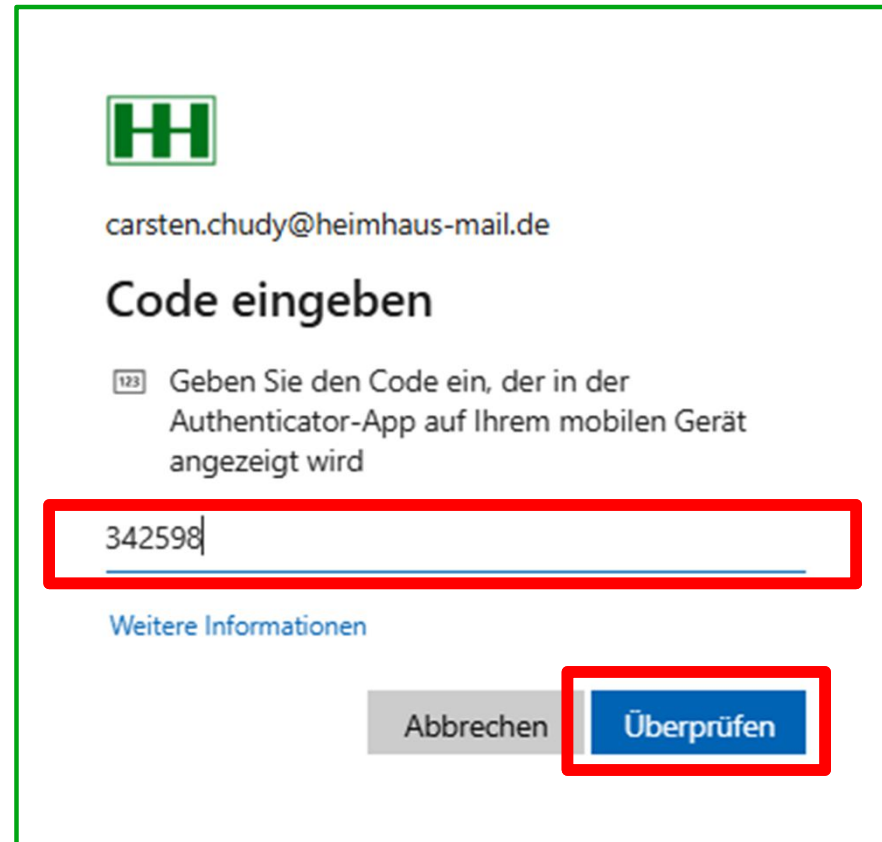 HH
carsten.chudy@heimhaus-mail.de
Code eingeben
123 Geben Sie den Code ein, der in der
Authenticator-App auf Ihrem mobilen Gerät
angezeigt wird
342598
Weitere Informationen
Abbrechen Überprüfen